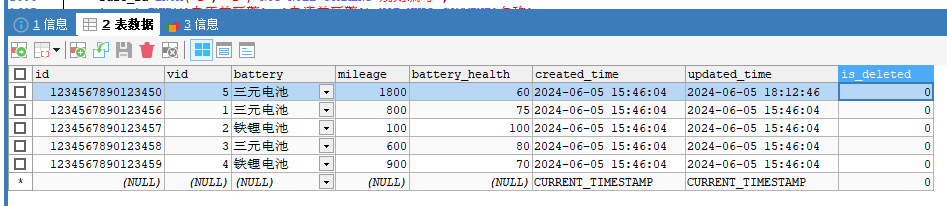 1 信息 2 表数据 3 信息
id vid battery mileage battery_health created_time updated_time is_deleted
1234567890123450 5 三元电池 1800 60 2024-06-05 15:46:04 2024-06-05 18:12:46 0
1234567890123456 1 三元电池 800 75 2024-06-05 15:46:04 2024-06-05 15:46:04 0
1234567890123457 2 铁锂电池 100 100 2024-06-05 15:46:04 2024-06-05 15:46:04 0
1234567890123458 3 三元电池 600 80 2024-06-05 15:46:04 2024-06-05 15:46:04 0
1234567890123459 4 铁锂电池 900 70 2024-06-05 15:46:04 2024-06-05 15:46:04 0
* (NULL) (NULL) (NULL) (NULL) (NULL) CURRENT_TIMESTAMP CURRENT_TIMESTAMP 0